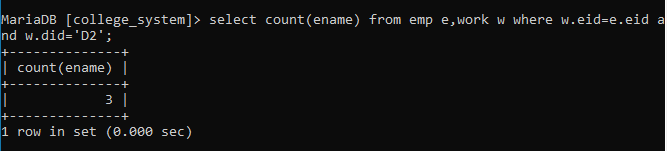 MariaDB [college_system]> select count(ename) from emp e,work w where w.eid=e.eid a
nd w.did='D2';
+--------------+
| count(ename) |
+--------------+
|            3 |
+--------------+
1 row in set (0.000 sec)